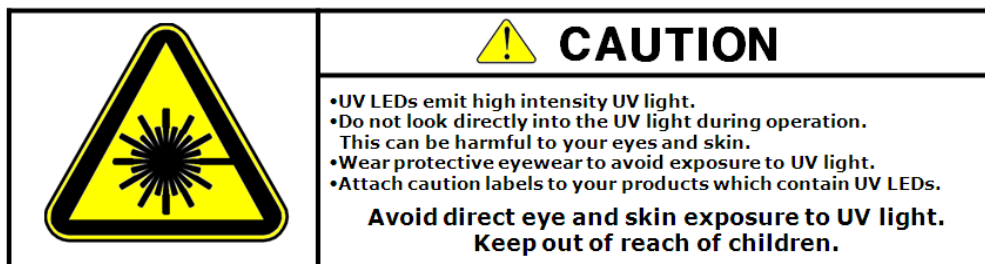 CAUTION
•UV LEDs emit high intensity UV light.
•Do not look directly into the UV light during operation.
This can be harmful to your eyes and skin.
•Wear protective eyewear to avoid exposure to UV light.
•Attach caution labels to your products which contain UV LEDs.
Avoid direct eye and skin exposure to UV light.
Keep out of reach of children.